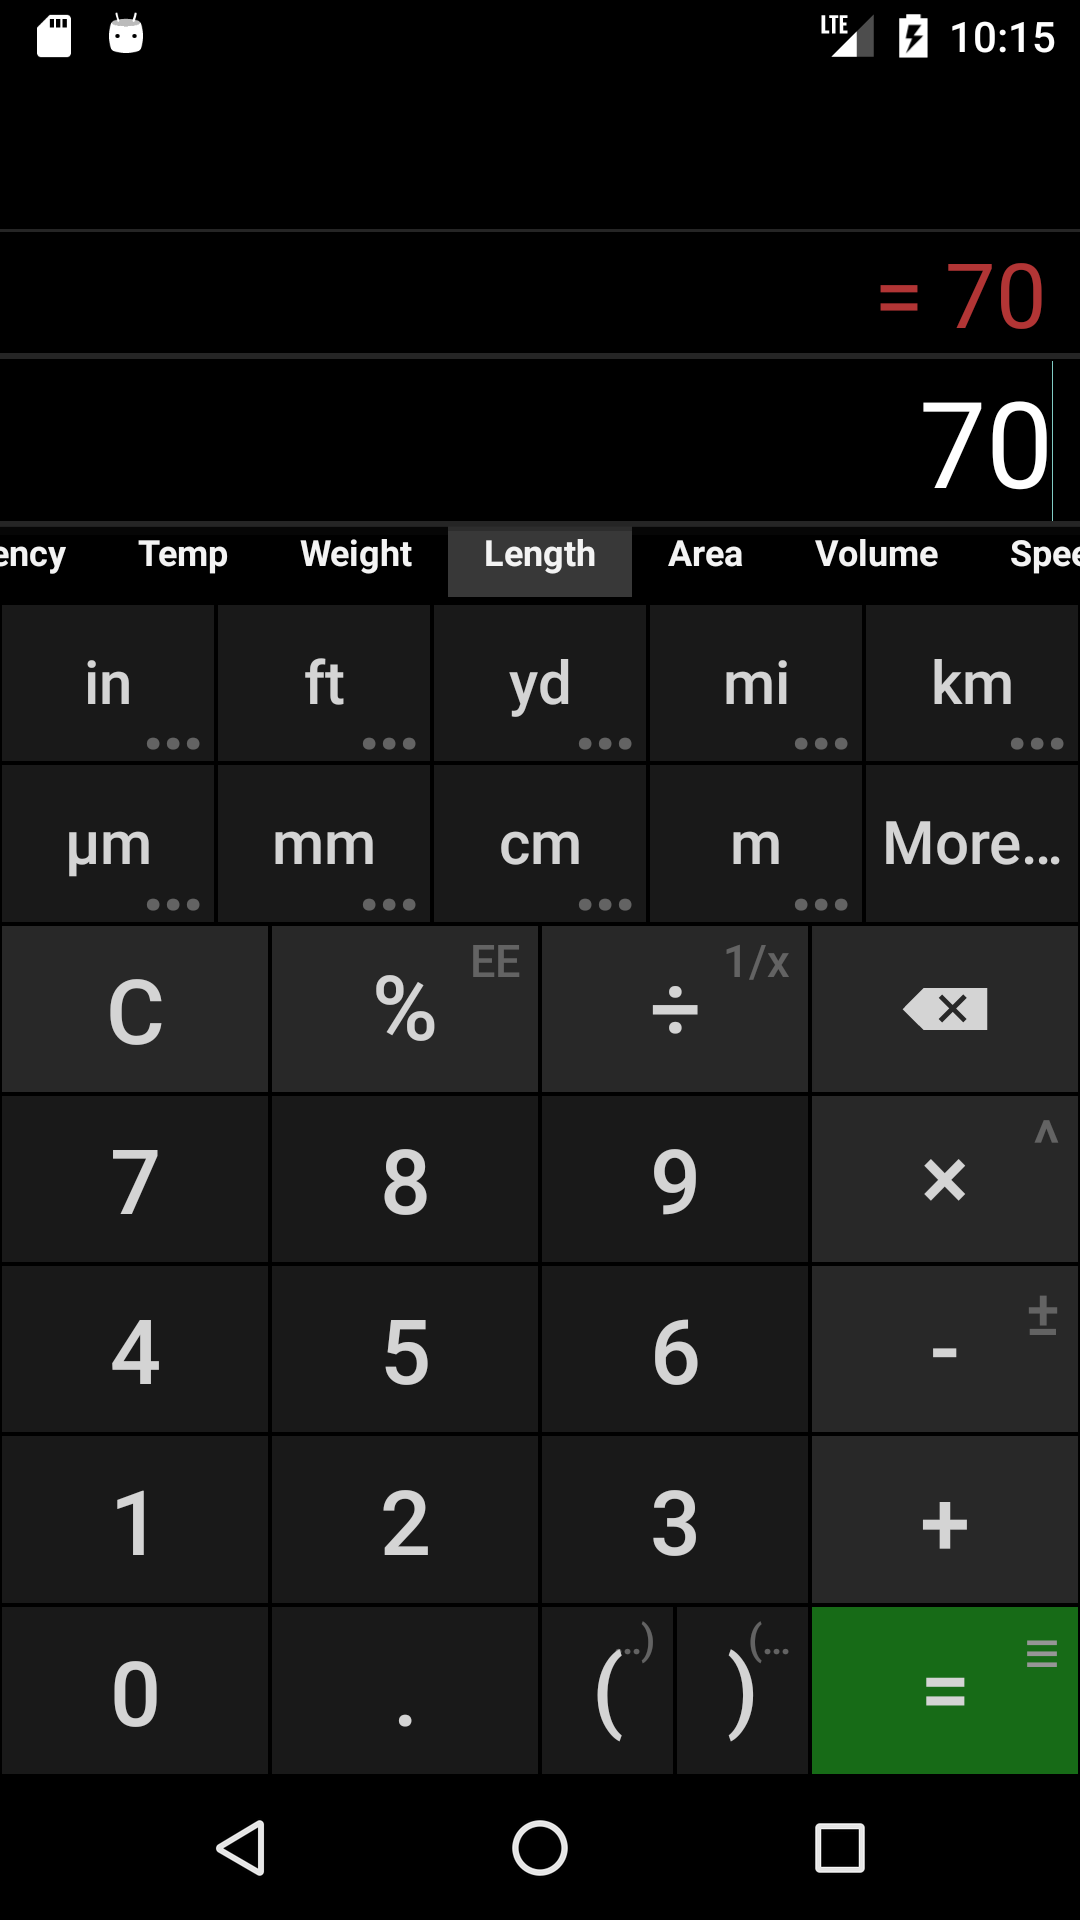 LTE 10:15
= 70
70
ency Temp Weight Length Area Volume Spee
in ft yd mi km
µm mm cm m More...
C % EE ÷ 1/x
7 8 9 × ^
4 5 6 - ±
1 2 3 +
0 . ( ..) ) (... =